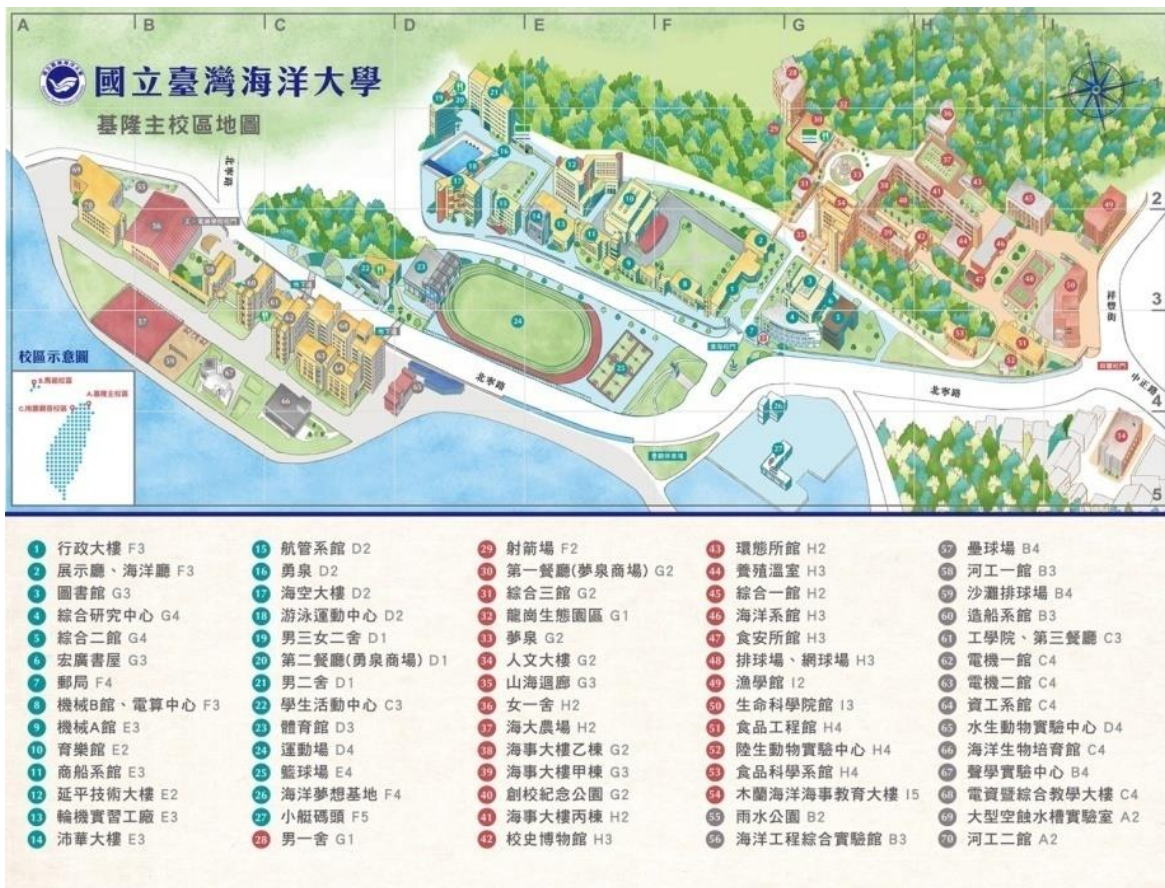 A B C D E F G H I
國立臺灣海洋大學
基隆主校區地圖
北寧路
2
3
校區示意圖
B.馬祖校區
A.基隆主校區
地下道
地下道
北寧路
北寧路
祥豐街
中正路
4
5
1 行政大樓 F3
2 展示廳、海洋廳 F3
3 圖書館 G3
4 綜合研究中心 G4
5 綜合二館 G4
6 宏廣書屋 G3
7 郵局 F4
8 機械B館、電算中心 F3
9 機械A館 E3
10 育樂館 E2
11 商船系館 E3
12 延平技術大樓 E2
13 輪機實習工廠 E3
14 沛華大樓 E3
15 航管系館 D2
16 勇泉 D2
17 海空大樓 D2
18 游泳運動中心 D2
19 男三女二舍 D1
20 第二餐廳(勇泉商場) D1
21 男二舍 D1
22 學生活動中心 C3
23 體育館 D3
24 運動場 D4
25 籃球場 E4
26 海洋夢想基地 F4
27 小艇碼頭 F5
28 男一舍 G1
29 射箭場 F2
30 第一餐廳(夢泉商場) G2
31 綜合三館 G2
32 龍崗生態園區 G1
33 夢泉 G2
34 人文大樓 G2
35 山海迴廊 G3
36 女一舍 H2
37 海大農場 H2
38 海事大樓乙棟 G2
39 海事大樓甲棟 G3
40 創校紀念公園 G2
41 海事大樓丙棟 H2
42 校史博物館 H3
43 環態所館 H2
44 養殖溫室 H3
45 綜合一館 H2
46 海洋系館 H3
47 食安所館 H3
48 排球場、網球場 H3
49 漁學館 I2
50 生命科學院館 I3
51 食品工程館 H4
52 陸生動物實驗中心 H4
53 食品科學系館 H4
54 木蘭海洋海事教育大樓 I5
55 雨水公園 B2
56 海洋工程綜合實驗館 B3
57 壘球場 B4
58 河工一館 B3
59 沙灘排球場 B4
60 造船系館 B3
61 工學院、第三餐廳 C3
62 電機一館 C4
63 電機二館 C4
64 資工系館 C4
65 水生動物實驗中心 D4
66 海洋生物培育館 C4
67 聲學實驗中心 B4
68 電資暨綜合教學大樓 C4
69 大型空蝕水槽實驗室 A2
70 河工二館 A2